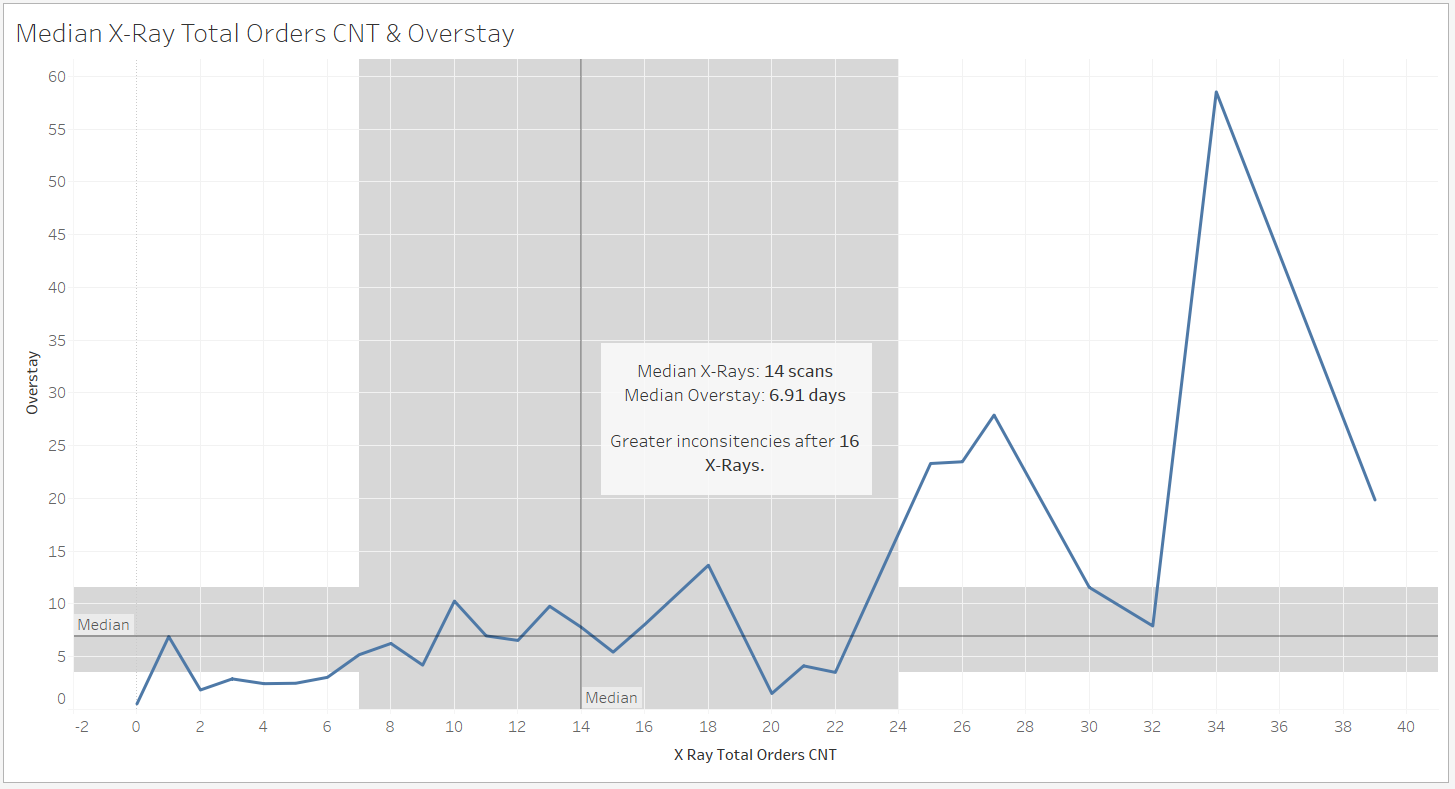 Median X-Ray Total Orders CNT & Overstay
60
55
50
45
40
35
30
25
20
15
10
5
0
Overstay
Median X-Rays: 14 scans
Median Overstay: 6.91 days
Greater inconsitencies after 16
X-Rays.
Median
Median
-2 0 2 4 6 8 10 12 14 16 18 20 22 24 26 28 30 32 34 36 38 40
X Ray Total Orders CNT